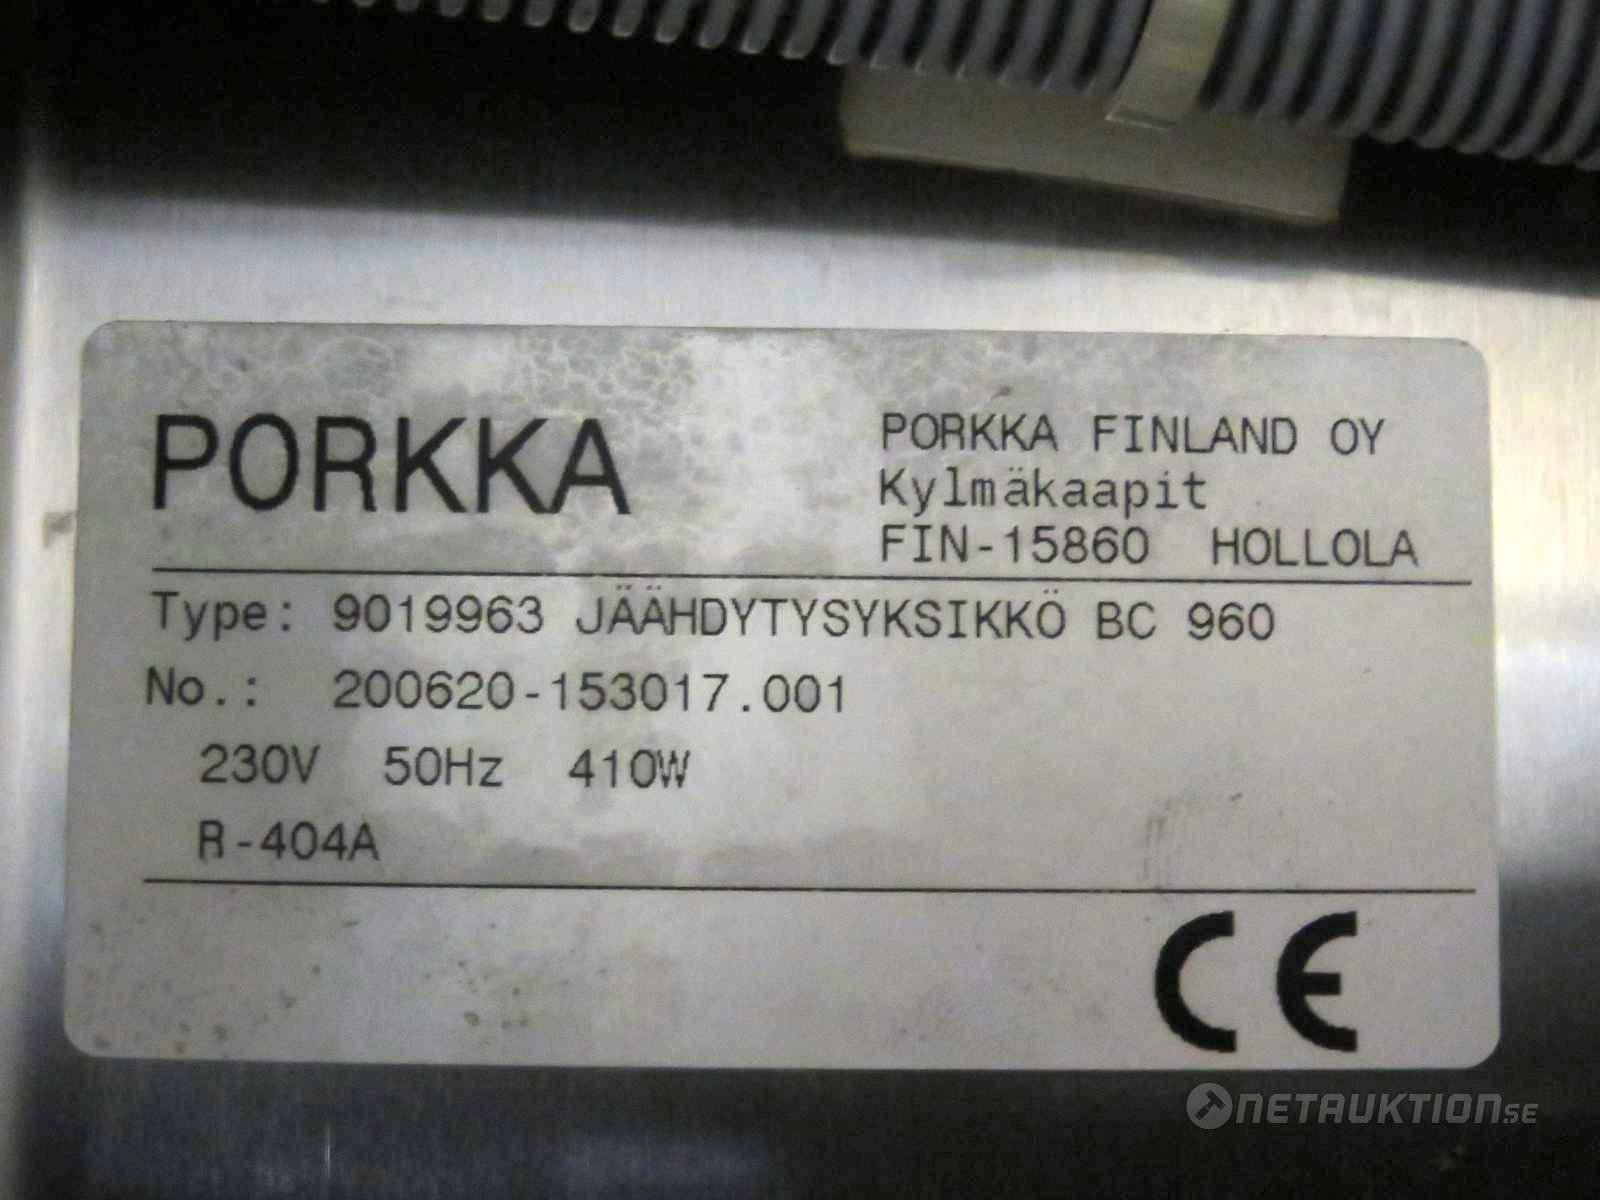 PORKKA
PORKKA FINLAND OY
Kylmäkaapit
FIN-15860 HOLLOLA
Type: 9019963 JÄÄHDYTYSYKSIKKÖ BC 960
No.: 200620-153017.001
230V 50Hz 410W
R-404A
CE
NETAUKTION.SE